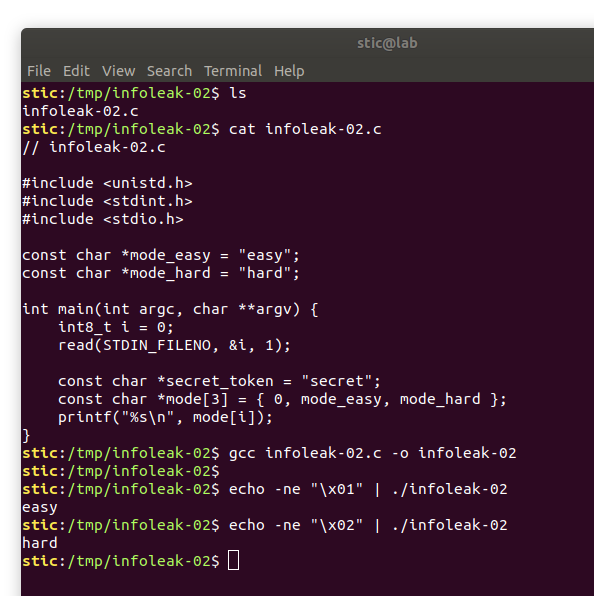 stic@lab
File Edit View Search Terminal Help
stic:/tmp/infoleak-02$ ls
infoleak-02.c
stic:/tmp/infoleak-02$ cat infoleak-02.c
// infoleak-02.c
#include <unistd.h>
#include <stdint.h>
#include <stdio.h>
const char *mode_easy = "easy";
const char *mode_hard = "hard";
int main(int argc, char **argv) {
    int8_t i = 0;
    read(STDIN_FILENO, &i, 1);
    const char *secret_token = "secret";
    const char *mode[3] = { 0, mode_easy, mode_hard };
    printf("%s\n", mode[i]);
}
stic:/tmp/infoleak-02$ gcc infoleak-02.c -o infoleak-02
stic:/tmp/infoleak-02$
stic:/tmp/infoleak-02$ echo -ne "\x01" | ./infoleak-02
easy
stic:/tmp/infoleak-02$ echo -ne "\x02" | ./infoleak-02
hard
stic:/tmp/infoleak-02$